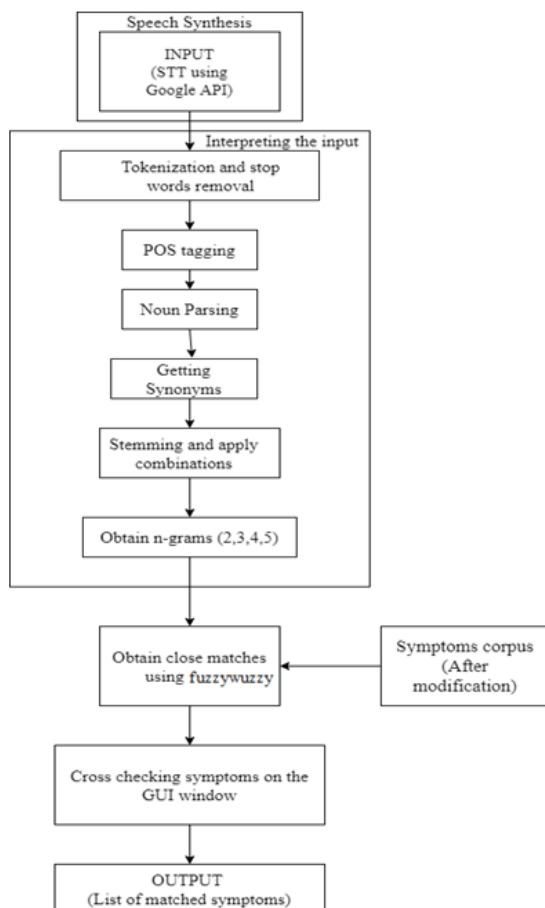 Speech Synthesis
INPUT
(STT using
Google API)
Interpreting the input
Tokenization and stop
words removal
POS tagging
Noun Parsing
Getting
Synonyms
Stemming and apply
combinations
Obtain n-grams (2,3,4,5)
Obtain close matches
using fuzzywuzzy
Symptoms corpus
(After
modification)
Cross checking symptoms on the
GUI window
OUTPUT
(List of matched symptoms)